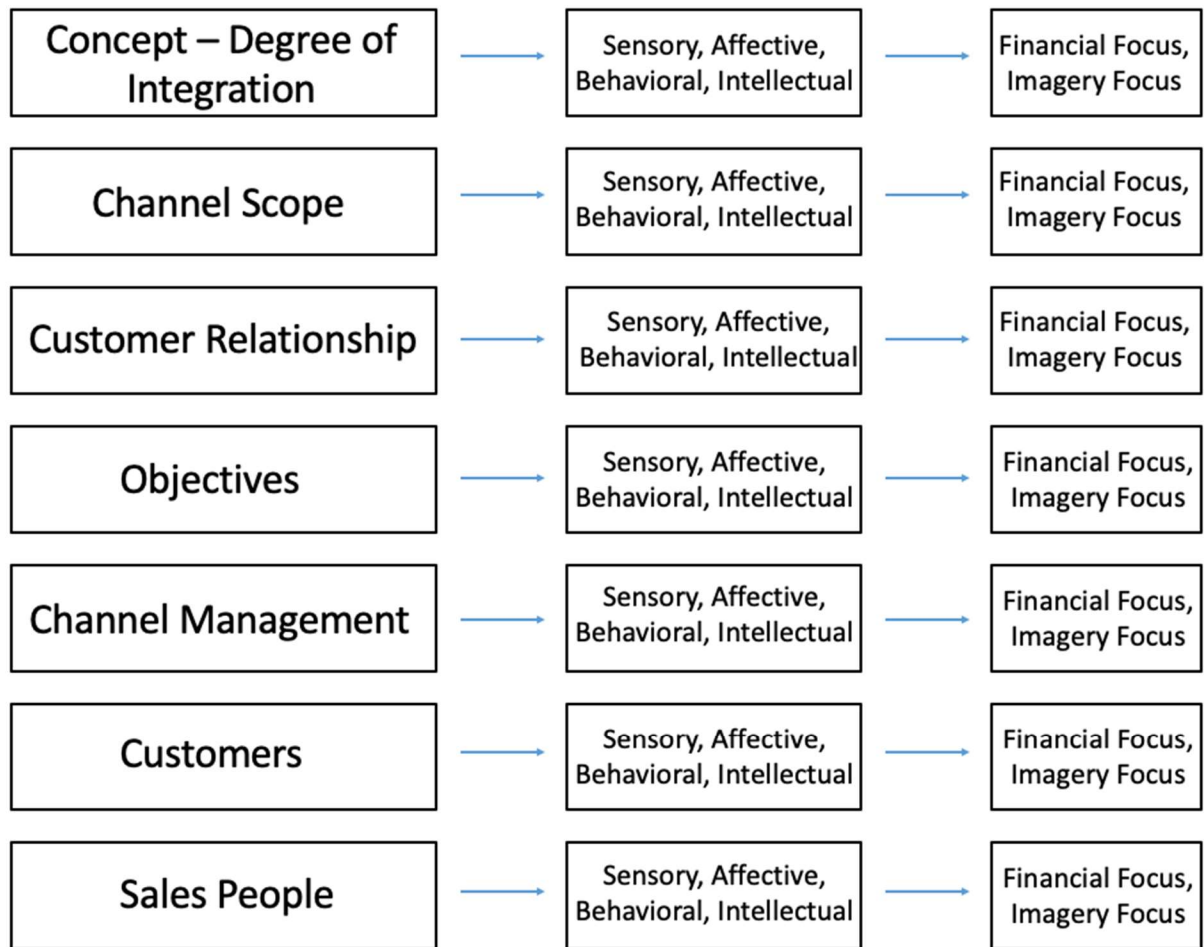 Concept – Degree of
Integration
Sensory, Affective,
Behavioral, Intellectual
Financial Focus,
Imagery Focus
Channel Scope
Sensory, Affective,
Behavioral, Intellectual
Financial Focus,
Imagery Focus
Customer Relationship
Sensory, Affective,
Behavioral, Intellectual
Financial Focus,
Imagery Focus
Objectives
Sensory, Affective,
Behavioral, Intellectual
Financial Focus,
Imagery Focus
Channel Management
Sensory, Affective,
Behavioral, Intellectual
Financial Focus,
Imagery Focus
Customers
Sensory, Affective,
Behavioral, Intellectual
Financial Focus,
Imagery Focus
Sales People
Sensory, Affective,
Behavioral, Intellectual
Financial Focus,
Imagery Focus